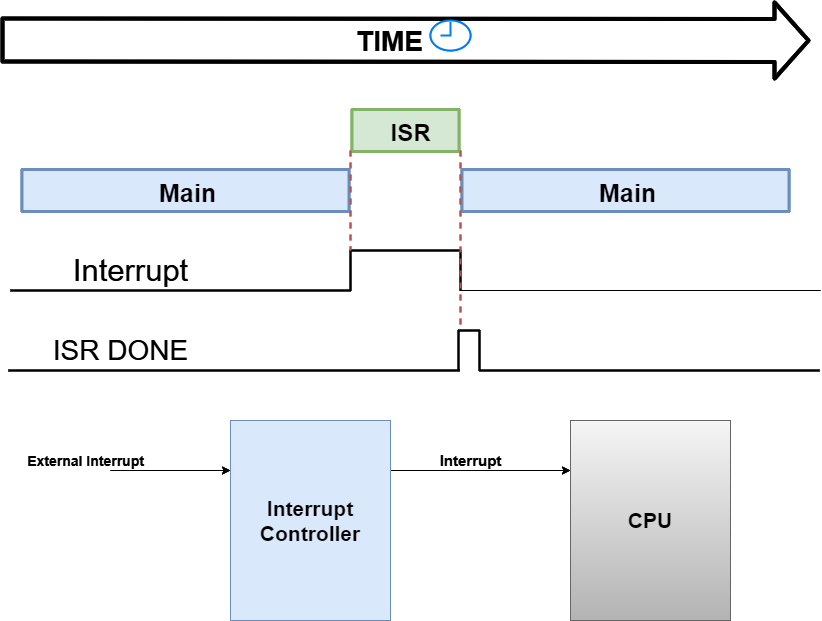 TIME
ISR
Main
Main
Interrupt
ISR DONE
External Interrupt
Interrupt
Interrupt
Controller
CPU